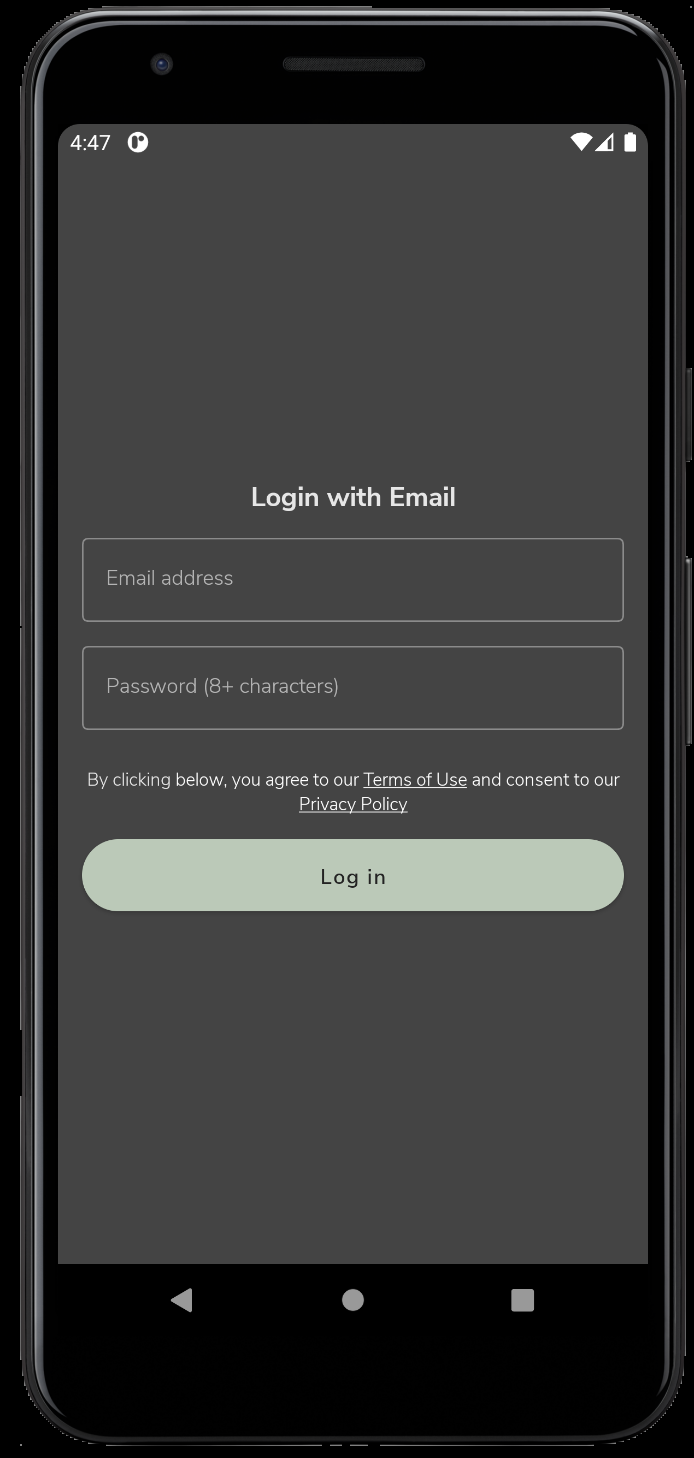 4:47
Login with Email
Email address
Password (8+ characters)
By clicking below, you agree to our Terms of Use and consent to our
Privacy Policy
Log in